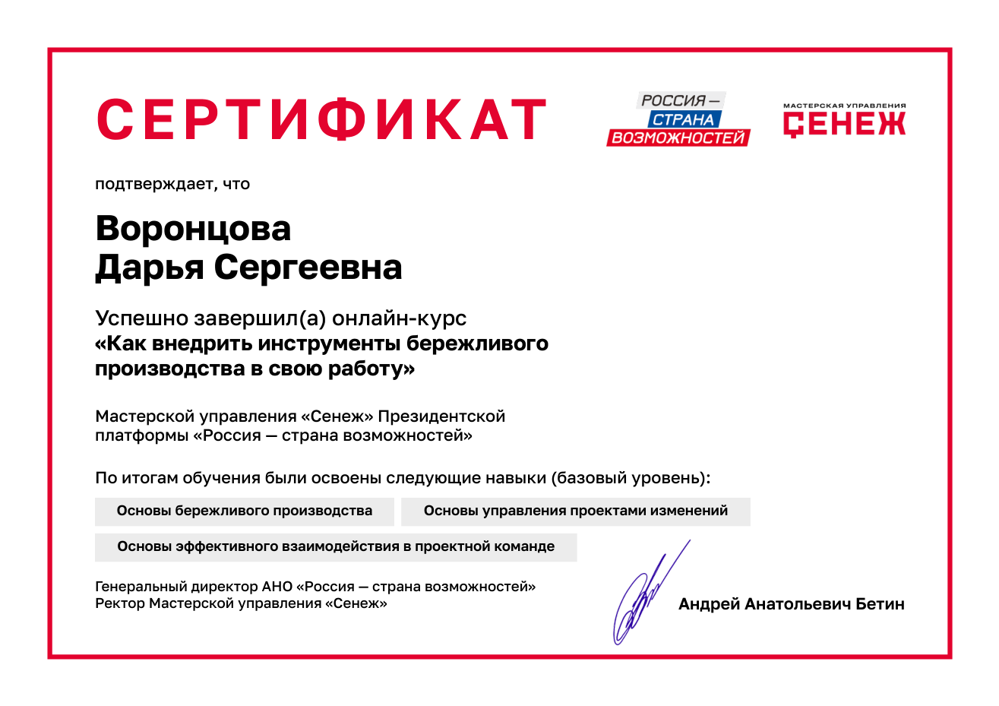 СЕРТИФИКАТ
РОССИЯ —
СТРАНА
ВОЗМОЖНОСТЕЙ
МАСТЕРСКАЯ УПРАВЛЕНИЯ
СЕНЕЖ
подтверждает, что
Воронцова
Дарья Сергеевна
Успешно завершил(а) онлайн-курс
«Как внедрить инструменты бережливого
производства в свою работу»
Мастерской управления «Сенеж» Президентской
платформы «Россия — страна возможностей»
По итогам обучения были освоены следующие навыки (базовый уровень):
Основы бережливого производства
Основы управления проектами изменений
Основы эффективного взаимодействия в проектной команде
Генеральный директор АНО «Россия — страна возможностей»
Ректор Мастерской управления «Сенеж»
Андрей Анатольевич Бетин